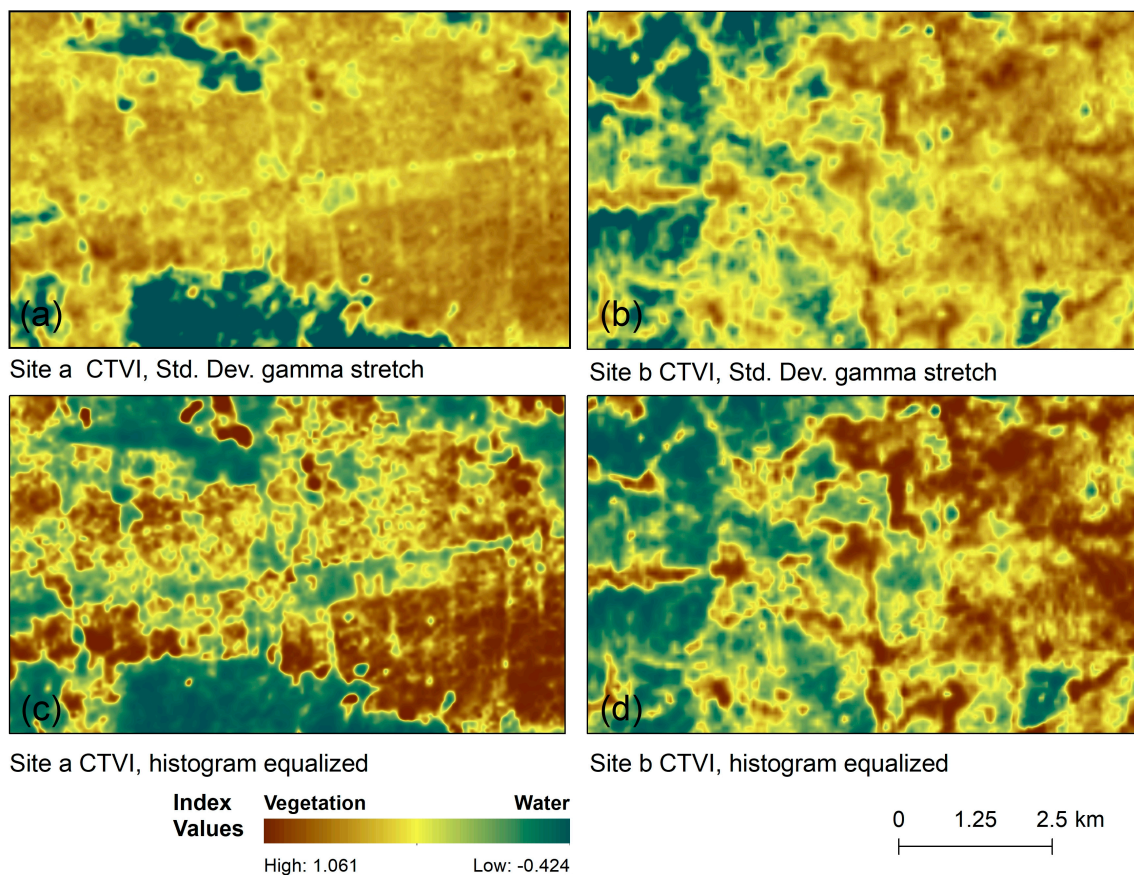 (a)
(b)
Site a CTVI, Std. Dev. gamma stretch
Site b CTVI, Std. Dev. gamma stretch
(c)
(d)
Site a CTVI, histogram equalized
Site b CTVI, histogram equalized
Index Values
Vegetation Water
High: 1.061 Low: -0.424
0 1.25 2.5 km